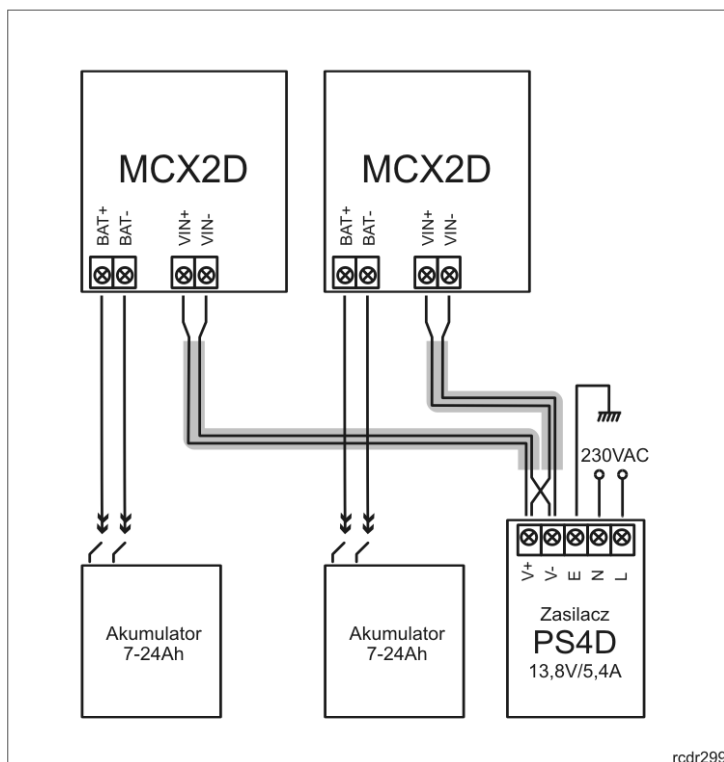 MCX2D
BAT+
BAT-
VIN+
VIN-
MCX2D
BAT+
BAT-
VIN+
VIN-
230VAC
Akumulator
7-24Ah
Akumulator
7-24Ah
V+
V-
E
N
L
Zasilacz
PS4D
13,8V/5,4A
rcdr299